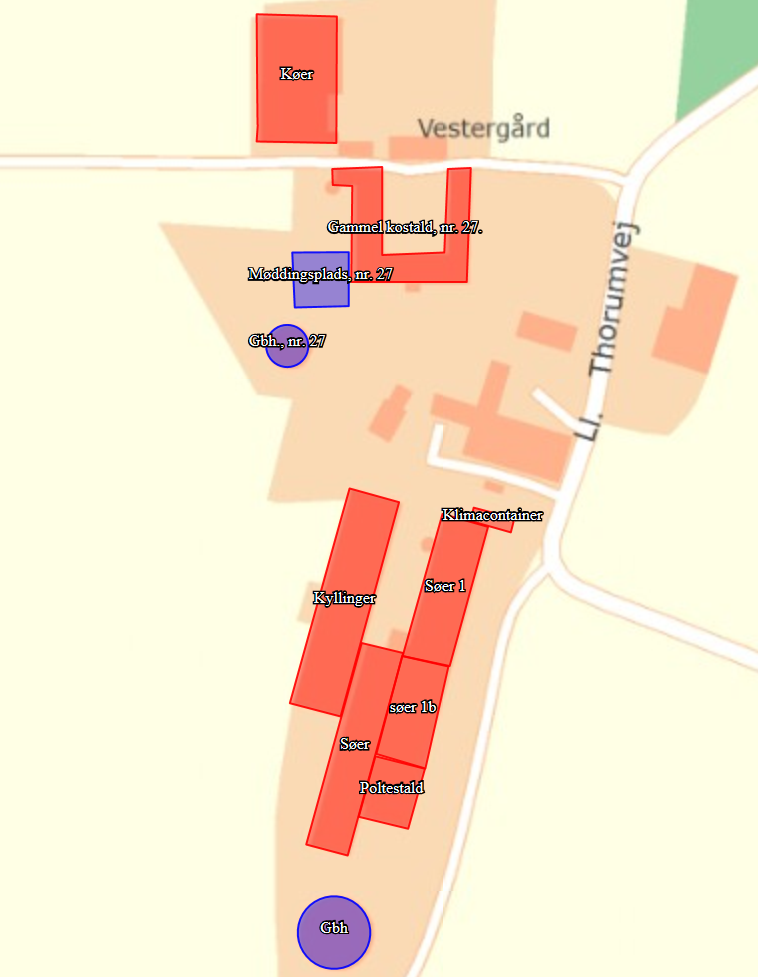 Køer
Vestergård
Gammel kostald, nr. 27.
Møddingsplads, nr. 27
Gbh., nr. 27
Ll. Thorumvej
Klimacontainer
Søer 1
Kyllinger
søer 1b
Søer
Poltestald
Gbh